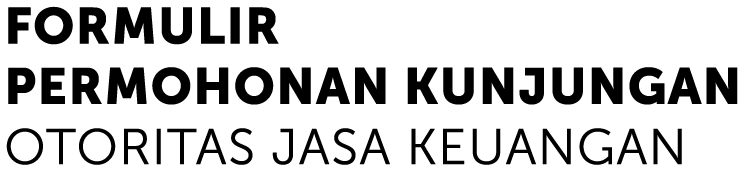 FORMULIR
PERMOHONAN KUNJUNGAN
OTORITAS JASA KEUANGAN